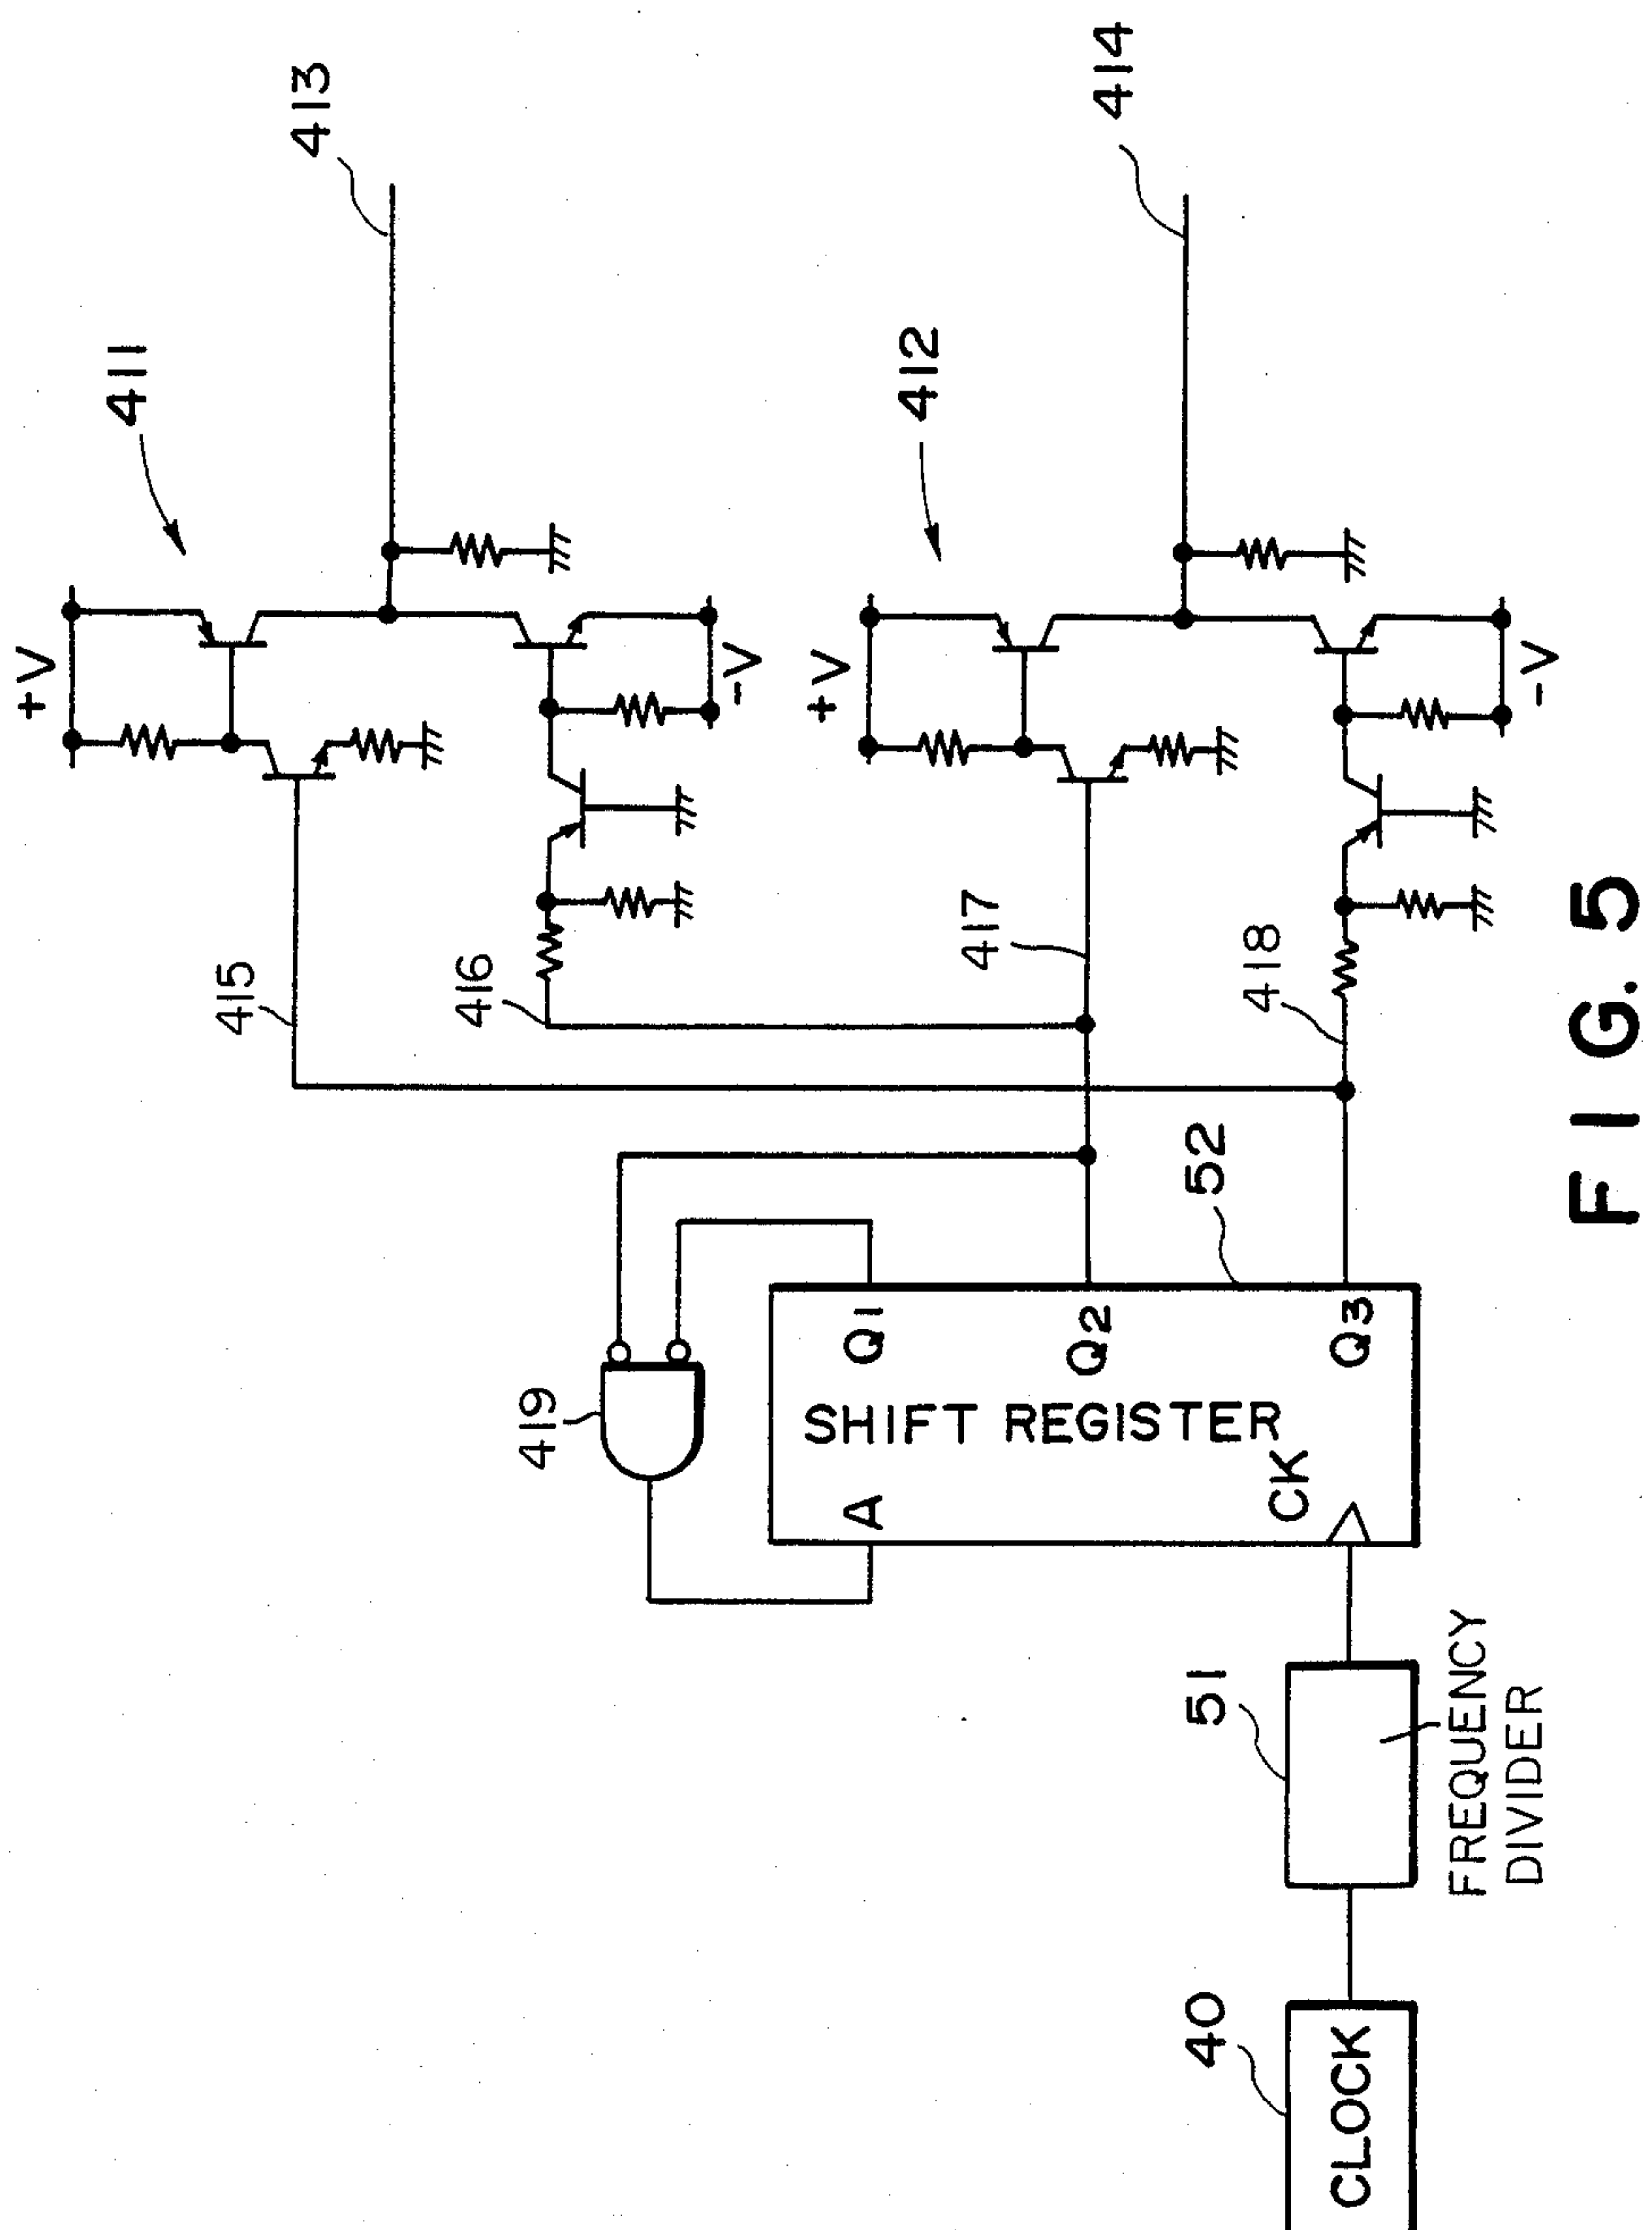 +V
411
413
415
-V
416
419
+V
412
414
417
-V
418
A
Q1
SHIFT REGISTER
Q2
CK
Q3
52
40
CLOCK
51
FREQUENCY
DIVIDER
FIG. 5